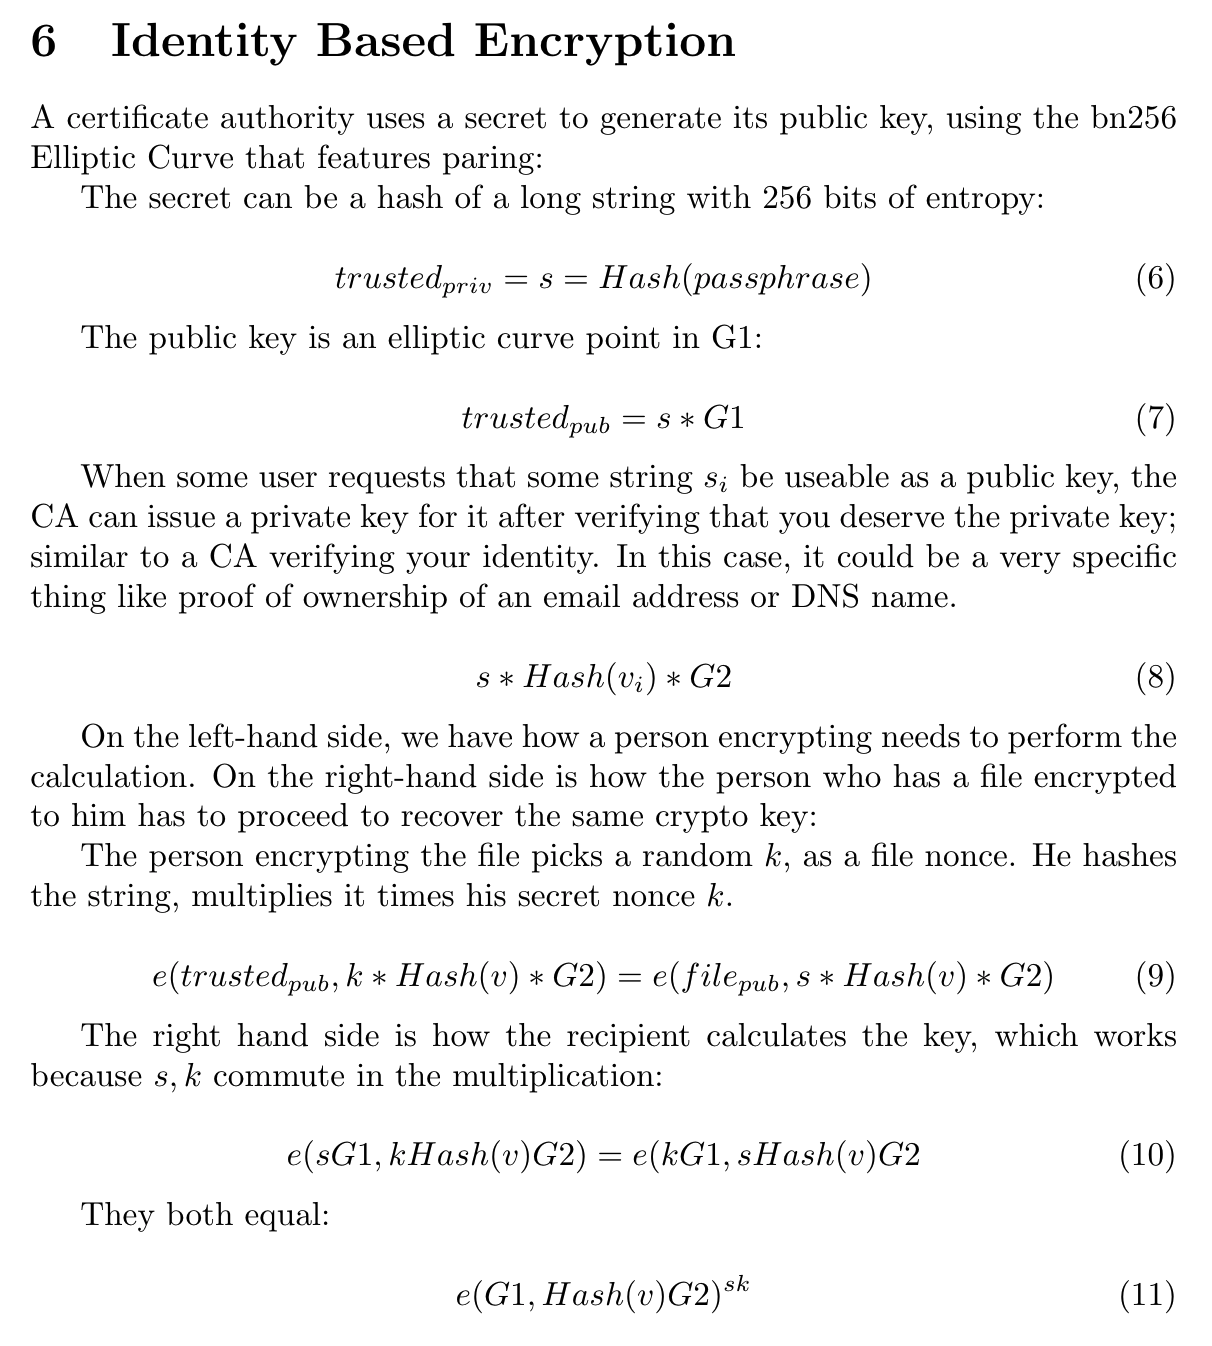 6 Identity Based Encryption
A certificate authority uses a secret to generate its public key, using the bn256
Elliptic Curve that features paring:
The secret can be a hash of a long string with 256 bits of entropy:
trusted_{priv} = s = Hash(passphrase) (6)
The public key is an elliptic curve point in G1:
trusted_{pub} = s * G1 (7)
When some user requests that some string s_i be useable as a public key, the
CA can issue a private key for it after verifying that you deserve the private key;
similar to a CA verifying your identity. In this case, it could be a very specific
thing like proof of ownership of an email address or DNS name.
s * Hash(v_i) * G2 (8)
On the left-hand side, we have how a person encrypting needs to perform the
calculation. On the right-hand side is how the person who has a file encrypted
to him has to proceed to recover the same crypto key:
The person encrypting the file picks a random k, as a file nonce. He hashes
the string, multiplies it times his secret nonce k.
e(trusted_{pub}, k * Hash(v) * G2) = e(file_{pub}, s * Hash(v) * G2) (9)
The right hand side is how the recipient calculates the key, which works
because s, k commute in the multiplication:
e(sG1, kHash(v)G2) = e(kG1, sHash(v)G2 (10)
They both equal:
e(G1, Hash(v)G2)^{sk} (11)